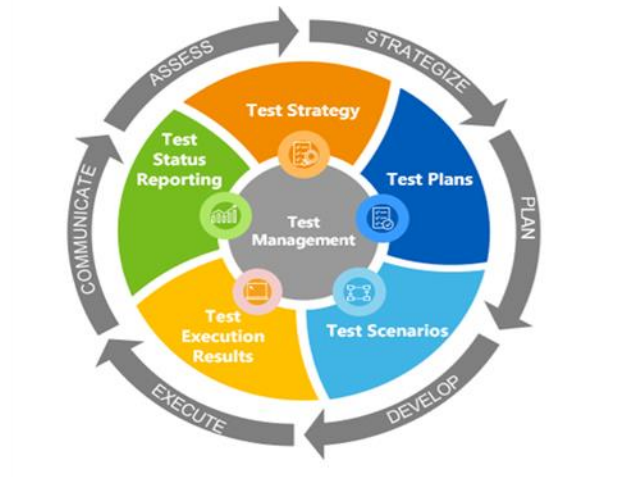 ASSESS
STRATEGIZE
PLAN
DEVELOP
EXECUTE
COMMUNICATE
Test Strategy
Test Plans
Test Scenarios
Test
Execution
Results
Test
Status
Reporting
Test
Management